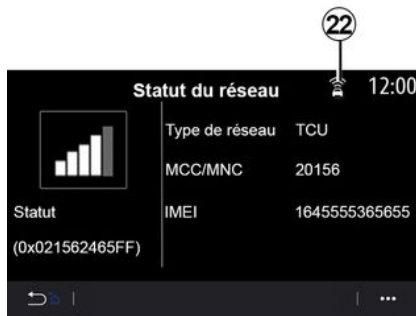 22
Statut du réseau 12:00
Type de réseau TCU
MCC/MNC 20156
Statut IMEI 1645555365655
(0x021562465FF)